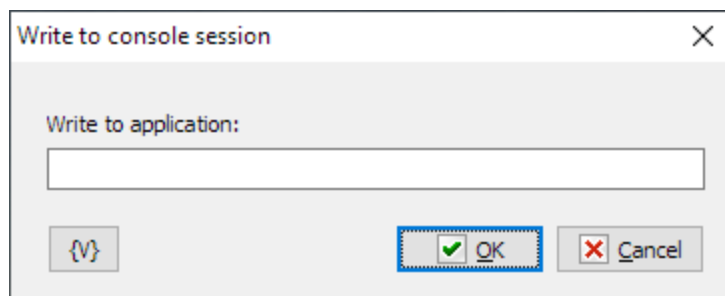 Write to console session
Write to application:
{V}
OK
Cancel